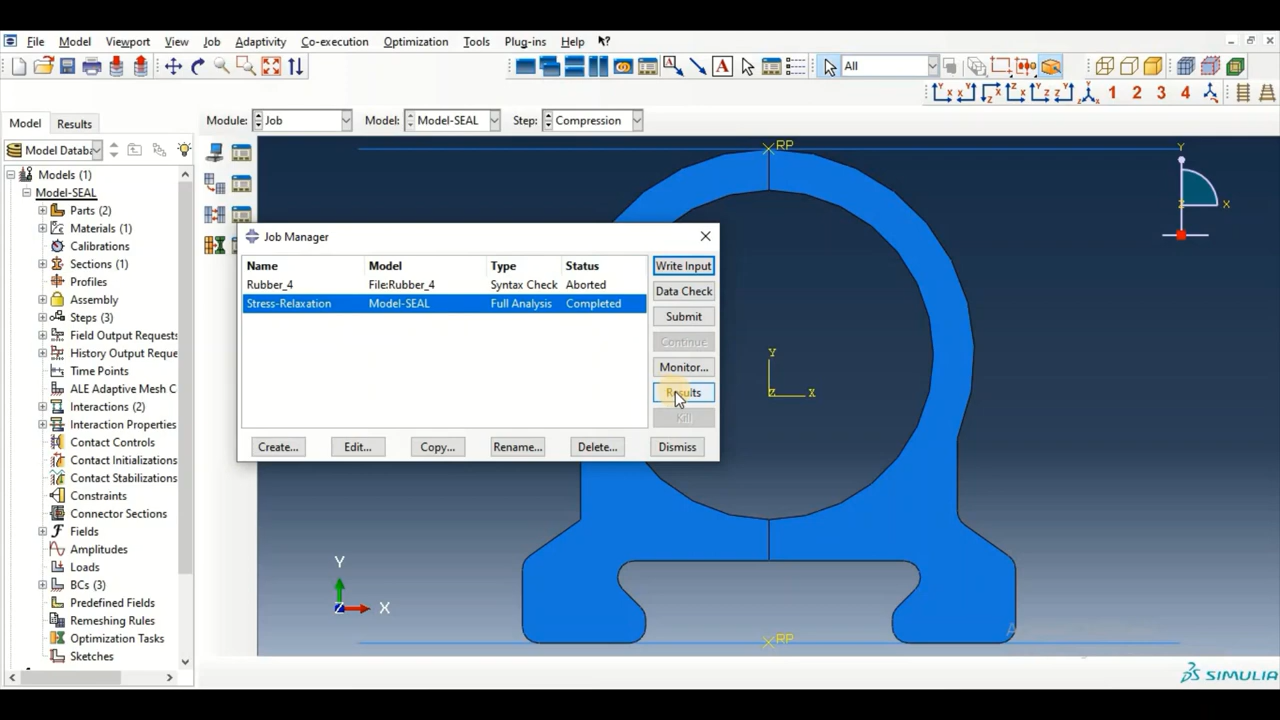 File Model Viewport View Job Adaptivity Co-execution Optimization Tools Plug-ins Help ?
A All
1 2 3 4
Model Results Module: Job Model: Model-SEAL Step: Compression
Model Databa
Models (1)
Model-SEAL
Parts (2)
Materials (1)
Calibrations
Sections (1)
Profiles
Assembly
Steps (3)
Field Output Requests
History Output Reque
Time Points
ALE Adaptive Mesh C
Interactions (2)
Interaction Properties
Contact Controls
Contact Initializations
Contact Stabilizations
Constraints
Connector Sections
Fields
Amplitudes
Loads
BCs (3)
Predefined Fields
Remeshing Rules
Optimization Tasks
Sketches
RP
Y
Z X
Job Manager
Name Model Type Status
Rubber_4 File:Rubber_4 Syntax Check Aborted
Stress-Relaxation Model-SEAL Full Analysis Completed
Write Input
Data Check
Submit
Continue
Monitor...
Results
Kill
Create... Edit... Copy... Rename... Delete... Dismiss
Y
Z X
Y
Z X
RP
DS SIMULIA